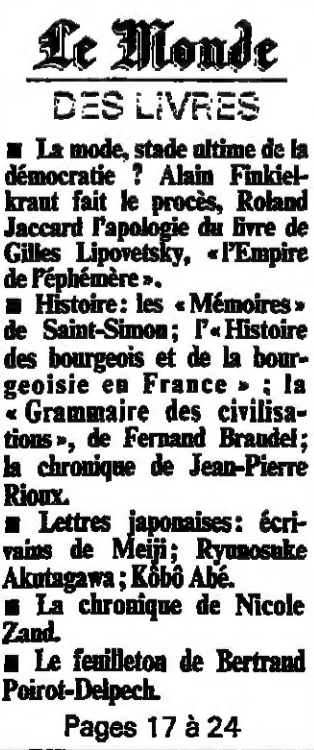 Le Monde
DES LIVRES
■ La mode, stade ultime de la
démocratie ? Alain Finkiel-
kraut fait le procès, Roland
Jaccard l'apologie du livre de
Gilles Lipovetsky, « l'Empire
de l'éphémère ».
■ Histoire : les « Mémoires »
de Saint-Simon ; l'« Histoire
des bourgeois et de la bour-
geoisie en France » ; la
« Grammaire des civilisa-
tions », de Fernand Braudel ;
la chronique de Jean-Pierre
Rioux.
■ Lettres japonaises : écri-
vains de Meiji ; Ryunosuke
Akutagawa ; Kôbô Abé.
■ La chronique de Nicole
Zand.
■ Le feuilleton de Bertrand
Poirot-Delpech.
Pages 17 à 24